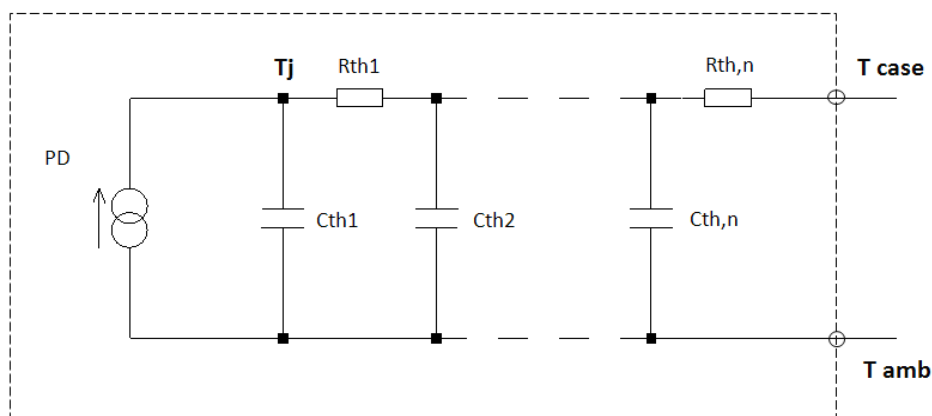 Tj
Rth1
Rth,n
T case
PD
Cth1
Cth2
Cth,n
T amb